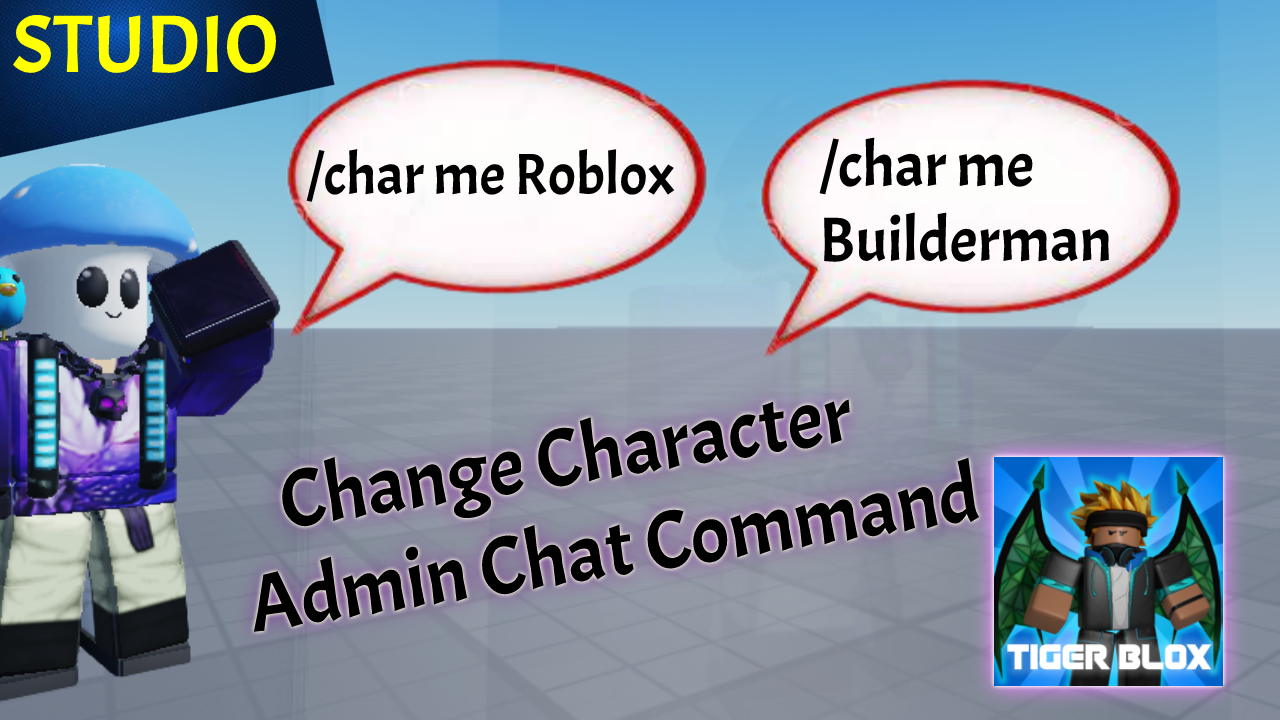 STUDIO
/char me Roblox
/char me
Builderman
Change Character
Admin Chat Command
TIGER BLOX